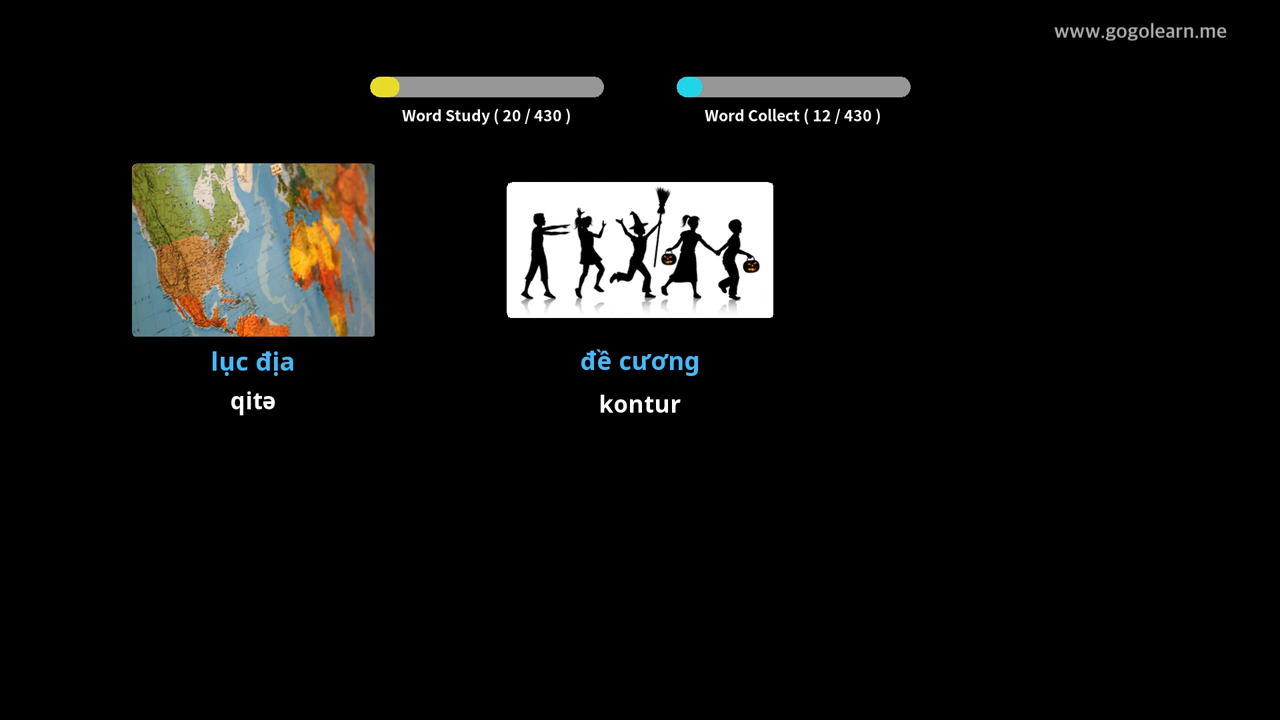 www.gogolearn.me
Word Study ( 20 / 430 )
Word Collect ( 12 / 430 )
lục địa
qitə
đề cương
kontur